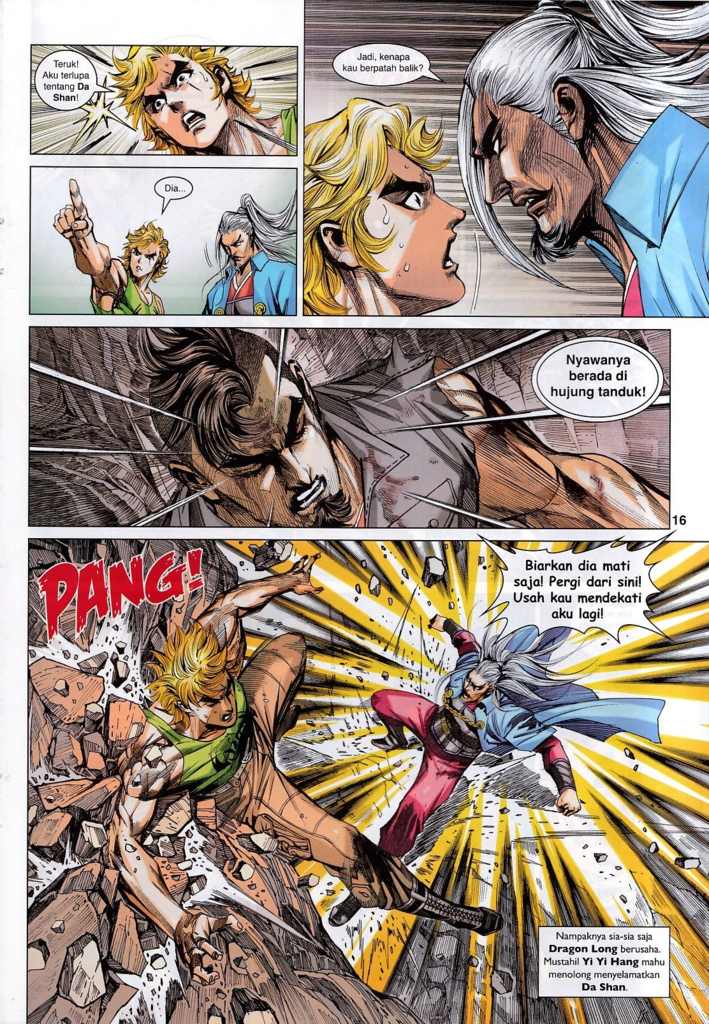 Teruk!
Aku terlupa
tentang Da
Shan!
Jadi, kenapa
kau berpatah balik?
Dia...
Nyawanya
berada di
hujung tanduk!
16
PANG!
Biarkan dia mati
saja! Pergi dari sini!
Usah kau mendekati
aku lagi!
Nampaknya sia-sia saja
Dragon Long berusaha.
Mustahil Yi Yi Hang mahu
menolong menyelamatkan
Da Shan.